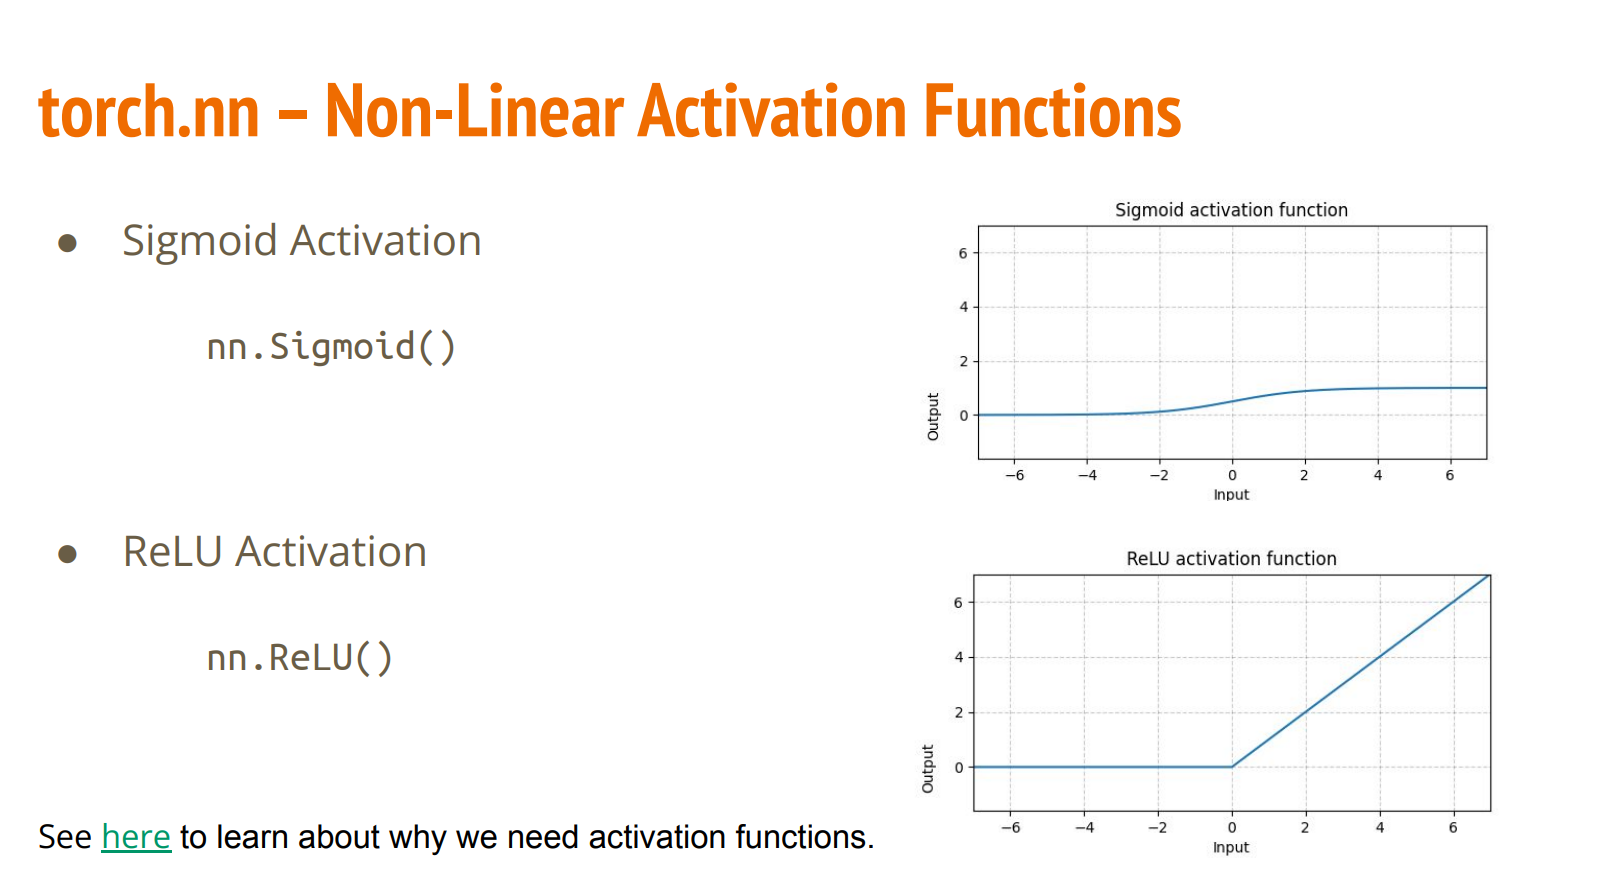 torch.nn – Non-Linear Activation Functions
● Sigmoid Activation
nn.Sigmoid()
Sigmoid activation function
6
4
2
0
Output
−6 −4 −2 0 2 4 6
Input
● ReLU Activation
nn.ReLU()
ReLU activation function
6
4
2
0
Output
−6 −4 −2 0 2 4 6
Input
See here to learn about why we need activation functions.